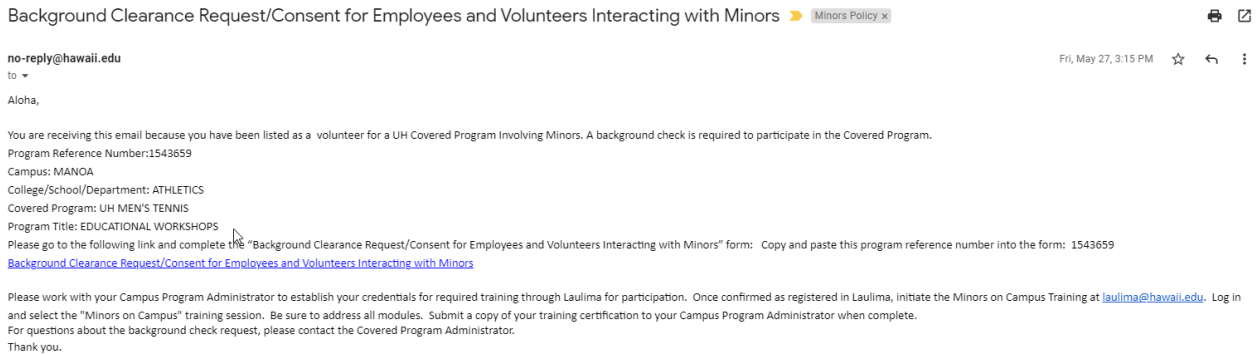 Background Clearance Request/Consent for Employees and Volunteers Interacting with Minors Minors Policy ×
no-reply@hawaii.edu Fri, May 27, 3:15 PM
to
Aloha,
You are receiving this email because you have been listed as a  volunteer for a UH Covered Program Involving Minors. A background check is required to participate in the Covered Program.
Program Reference Number:1543659
Campus: MANOA
College/School/Department: ATHLETICS
Covered Program: UH MEN'S TENNIS
Program Title: EDUCATIONAL WORKSHOPS
Please go to the following link and complete the "Background Clearance Request/Consent for Employees and Volunteers Interacting with Minors" form:   Copy and paste this program reference number into the form:  1543659
Background Clearance Request/Consent for Employees and Volunteers Interacting with Minors
Please work with your Campus Program Administrator to establish your credentials for required training through Laulima for participation.  Once confirmed as registered in Laulima, initiate the Minors on Campus Training at laulima@hawaii.edu.  Log in
and select the "Minors on Campus" training session.  Be sure to address all modules.  Submit a copy of your training certification to your Campus Program Administrator when complete.
For questions about the background check request, please contact the Covered Program Administrator.
Thank you.